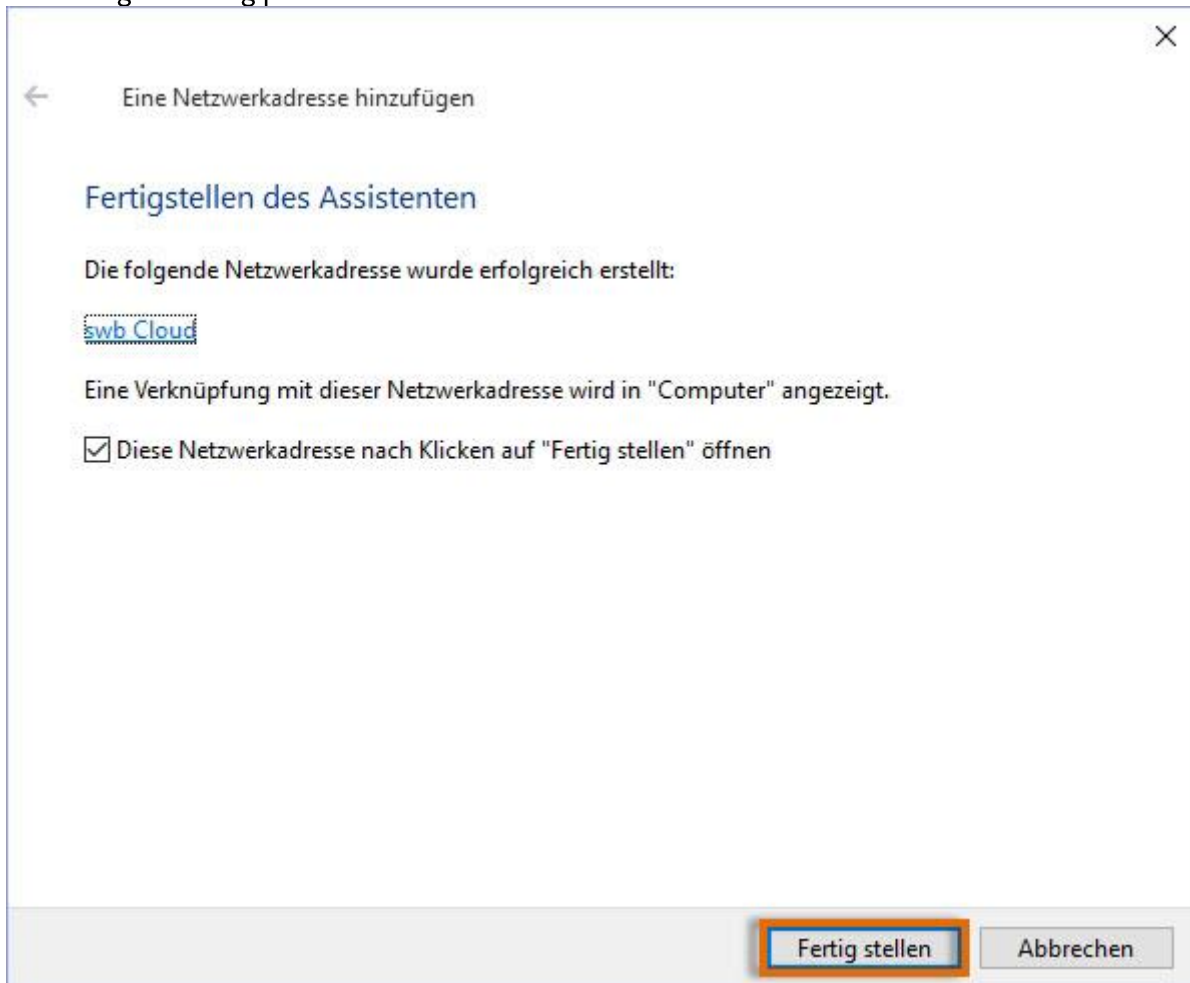 Eine Netzwerkadresse hinzufügen
Fertigstellen des Assistenten
Die folgende Netzwerkadresse wurde erfolgreich erstellt:
swb Cloud
Eine Verknüpfung mit dieser Netzwerkadresse wird in "Computer" angezeigt.
Diese Netzwerkadresse nach Klicken auf "Fertig stellen" öffnen
Fertig stellen Abbrechen